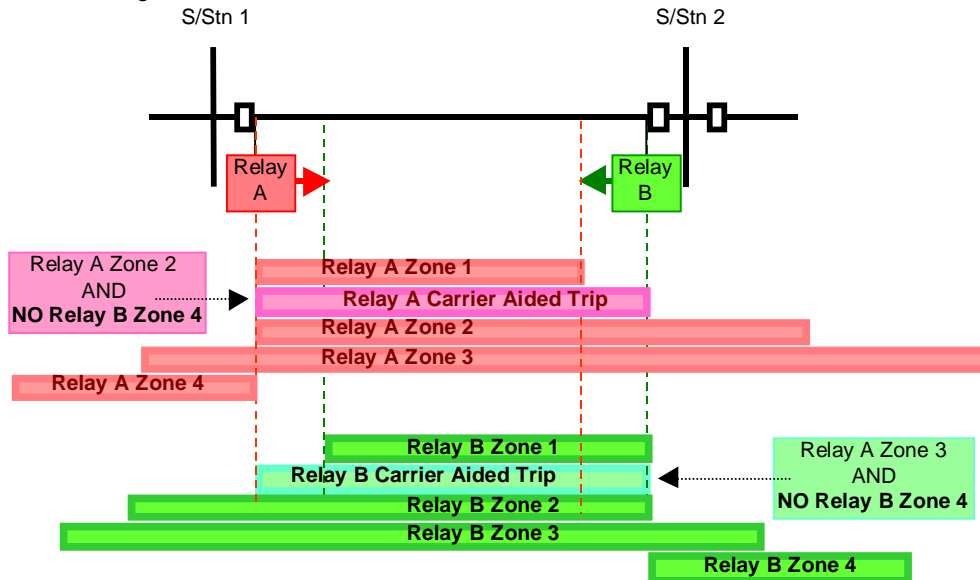 S/Stn 1
S/Stn 2
Relay
A
Relay
B
Relay A Zone 2
AND
NO Relay B Zone 4
Relay A Zone 1
Relay A Carrier Aided Trip
Relay A Zone 2
Relay A Zone 3
Relay A Zone 4
Relay B Zone 1
Relay B Carrier Aided Trip
Relay B Zone 2
Relay B Zone 3
Relay B Zone 4
Relay A Zone 3
AND
NO Relay B Zone 4